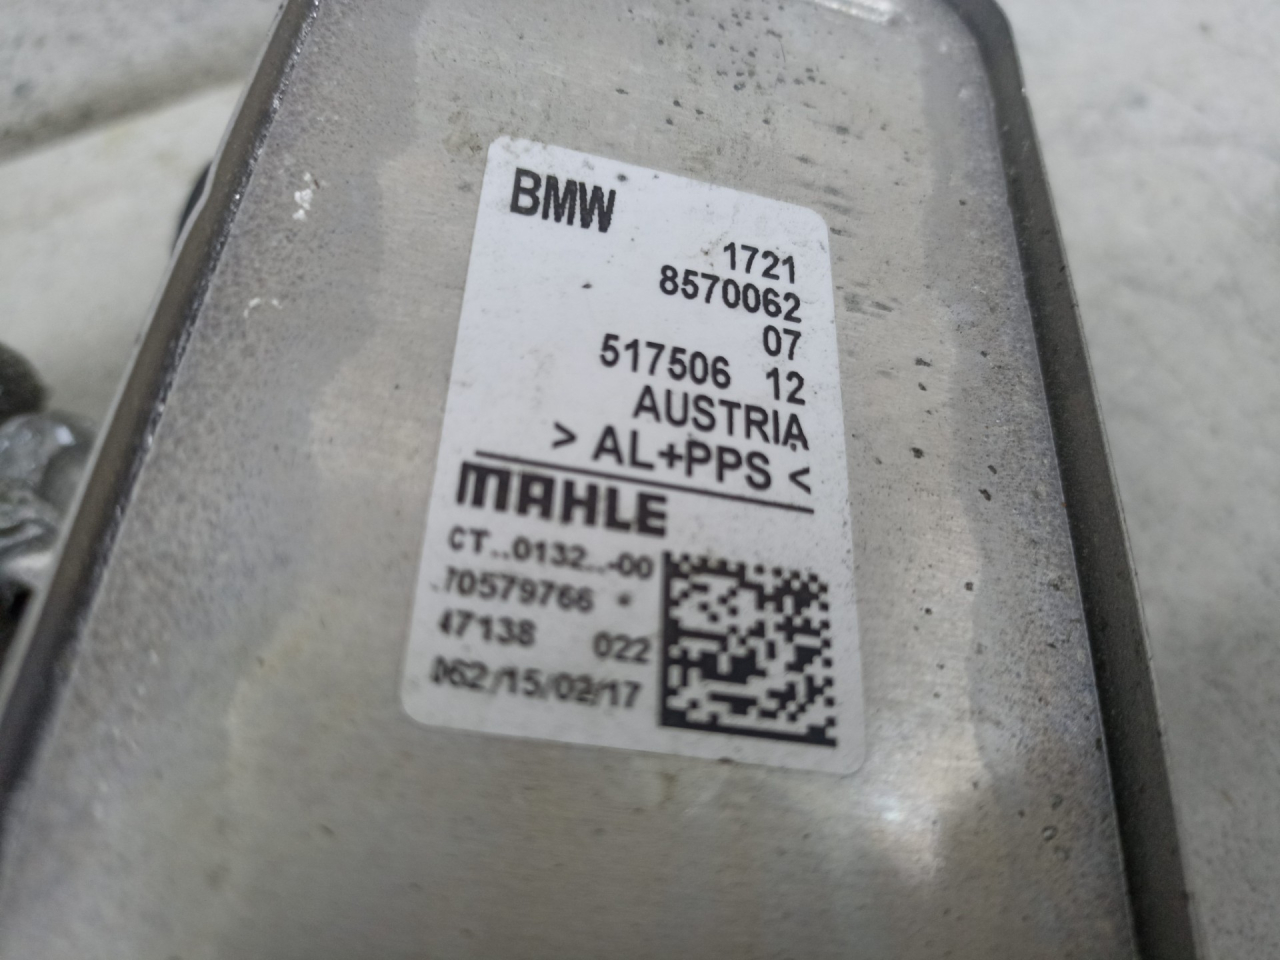 BMW
1721
8570062
07
517506 12
AUSTRIA
> AL+PPS <
MAHLE
CT..0132..-00
70579766 *
47138 022
062/15/02/17